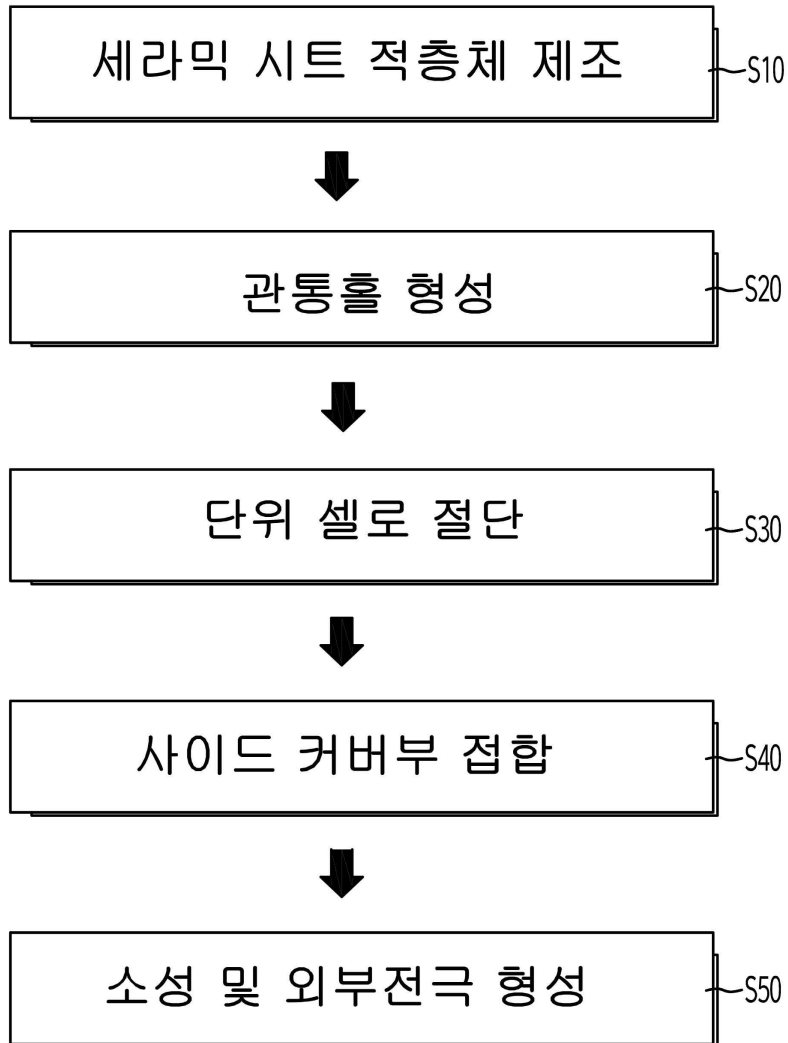 세라믹 시트 적층체 제조
S10
관통홀 형성
S20
단위 셀로 절단
S30
사이드 커버부 접합
S40
소성 및 외부전극 형성
S50